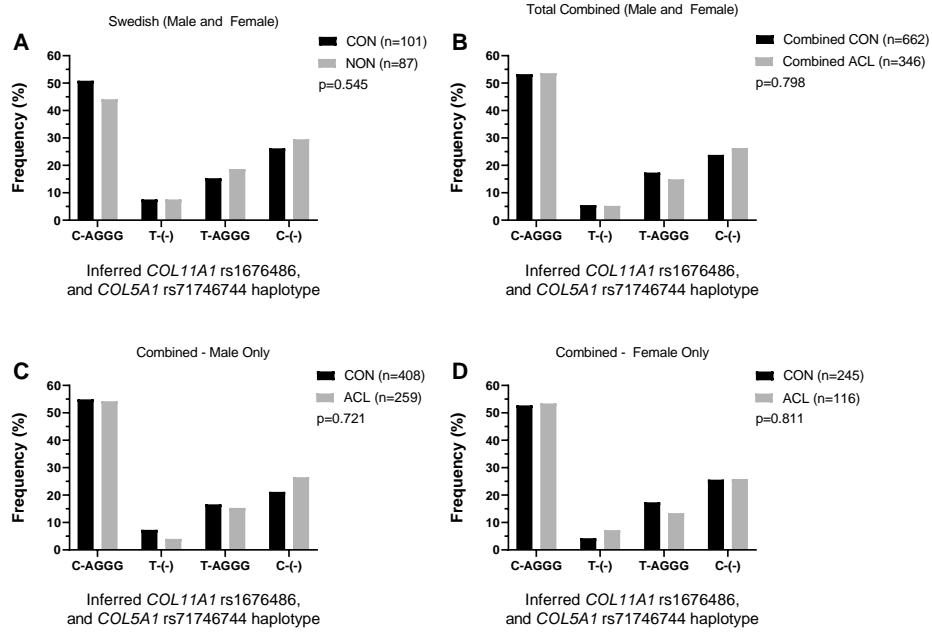 A
Swedish (Male and Female)
CON (n=101)
NON (n=87)
p=0.545
Frequency (%)
60
50
40
30
20
10
0
C-AGGG T-(-) T-AGGG C-(-)
Inferred COL11A1 rs1676486,
and COL5A1 rs71746744 haplotype
B
Total Combined (Male and Female)
Combined CON (n=662)
Combined ACL (n=346)
p=0.798
Frequency (%)
60
50
40
30
20
10
0
C-AGGG T-(-) T-AGGG C-(-)
Inferred COL11A1 rs1676486,
and COL5A1 rs71746744 haplotype
C
Combined - Male Only
CON (n=408)
ACL (n=259)
p=0.721
Frequency (%)
60
50
40
30
20
10
0
C-AGGG T-(-) T-AGGG C-(-)
Inferred COL11A1 rs1676486,
and COL5A1 rs71746744 haplotype
D
Combined - Female Only
CON (n=245)
ACL (n=116)
p=0.811
Frequency (%)
60
50
40
30
20
10
0
C-AGGG T-(-) T-AGGG C-(-)
Inferred COL11A1 rs1676486,
and COL5A1 rs71746744 haplotype